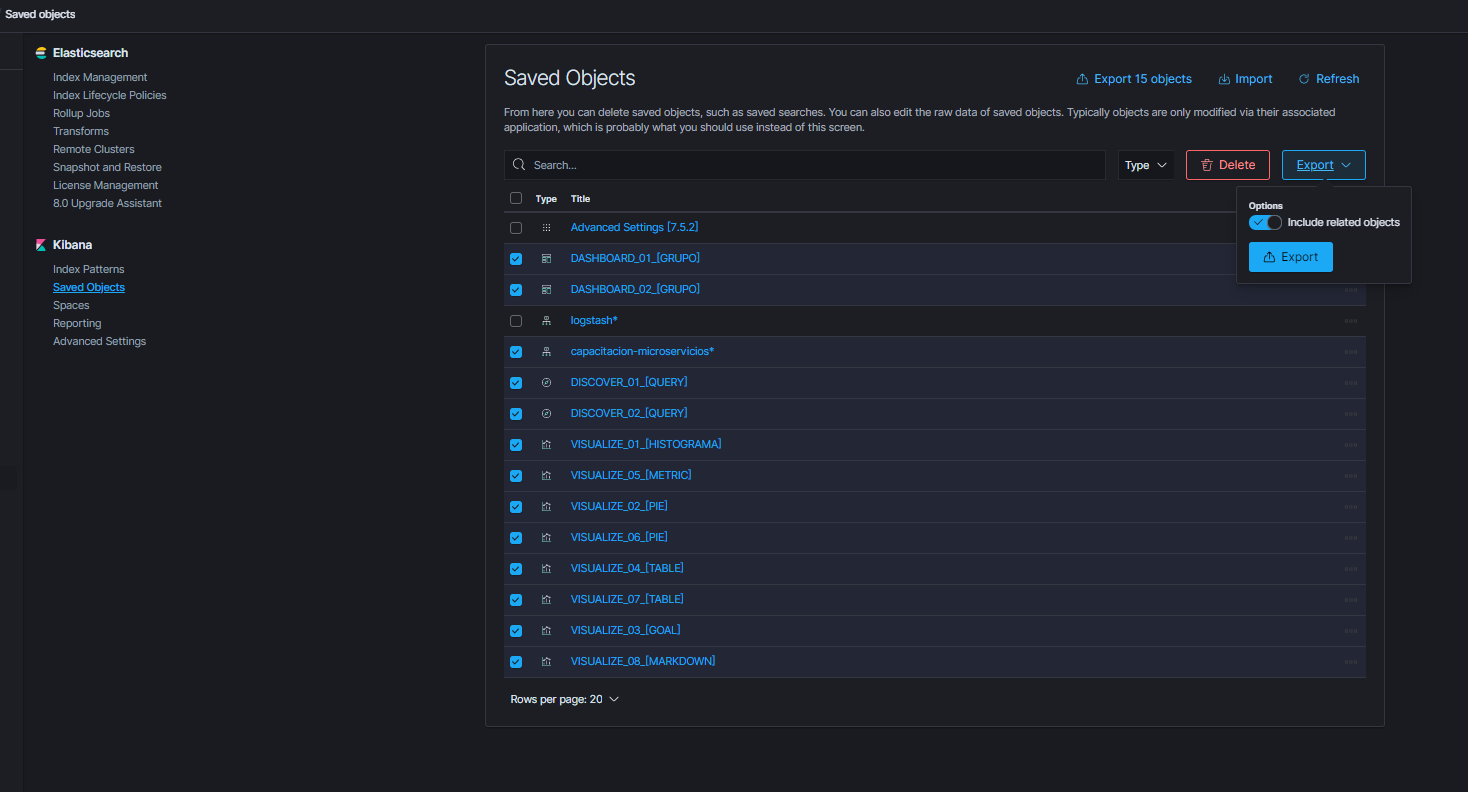 Saved objects
Elasticsearch
Index Management
Index Lifecycle Policies
Rollup Jobs
Transforms
Remote Clusters
Snapshot and Restore
License Management
8.0 Upgrade Assistant
Kibana
Index Patterns
Saved Objects
Spaces
Reporting
Advanced Settings
Saved Objects
Export 15 objects
Import
Refresh
From here you can delete saved objects, such as saved searches. You can also edit the raw data of saved objects. Typically objects are only modified via their associated
application, which is probably what you should use instead of this screen.
Search...
Type
Delete
Export
Options
Include related objects
Export
Type Title
Advanced Settings [7.5.2]
DASHBOARD_01_[GRUPO]
DASHBOARD_02_[GRUPO]
logstash*
capacitacion-microservicios*
DISCOVER_01_[QUERY]
DISCOVER_02_[QUERY]
VISUALIZE_01_[HISTOGRAMA]
VISUALIZE_05_[METRIC]
VISUALIZE_02_[PIE]
VISUALIZE_06_[PIE]
VISUALIZE_04_[TABLE]
VISUALIZE_07_[TABLE]
VISUALIZE_03_[GOAL]
VISUALIZE_08_[MARKDOWN]
Rows per page: 20